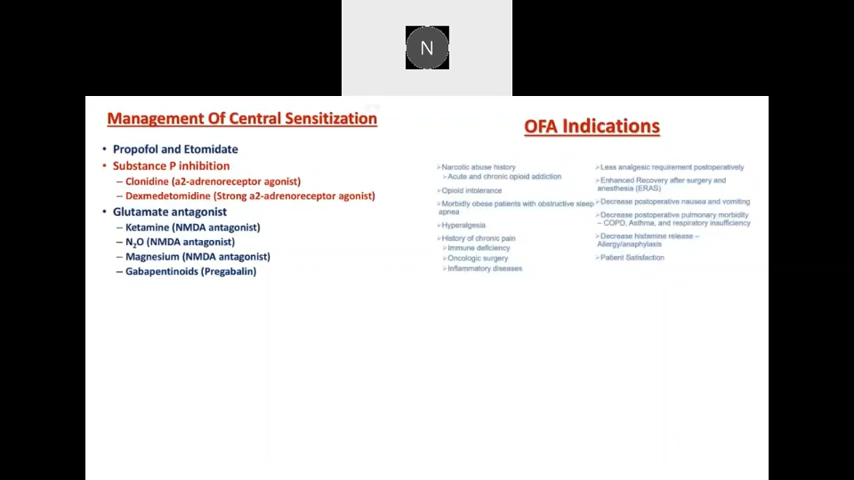 N
Management Of Central Sensitization
• Propofol and Etomidate
• Substance P inhibition
– Clonidine (a2-adrenoreceptor agonist)
– Dexmedetomidine (Strong a2-adrenoreceptor agonist)
• Glutamate antagonist
– Ketamine (NMDA antagonist)
– N₂O (NMDA antagonist)
– Magnesium (NMDA antagonist)
– Gabapentinoids (Pregabalin)
OFA Indications
➢Narcotic abuse history
➢Acute and chronic opioid addiction
➢Opioid intolerance
➢Morbidly obese patients with obstructive sleep
apnea
➢Hyperalgesia
➢History of chronic pain
➢Immune deficiency
➢Oncologic surgery
➢Inflammatory diseases
➢Less analgesic requirement postoperatively
➢Enhanced Recovery after surgery and
anesthesia (ERAS)
➢Decrease postoperative nausea and vomiting
➢Decrease postoperative pulmonary morbidity
– COPD, Asthma, and respiratory insufficiency
➢Decrease histamine release –
Allergy/anaphylaxis
➢Patient Satisfaction